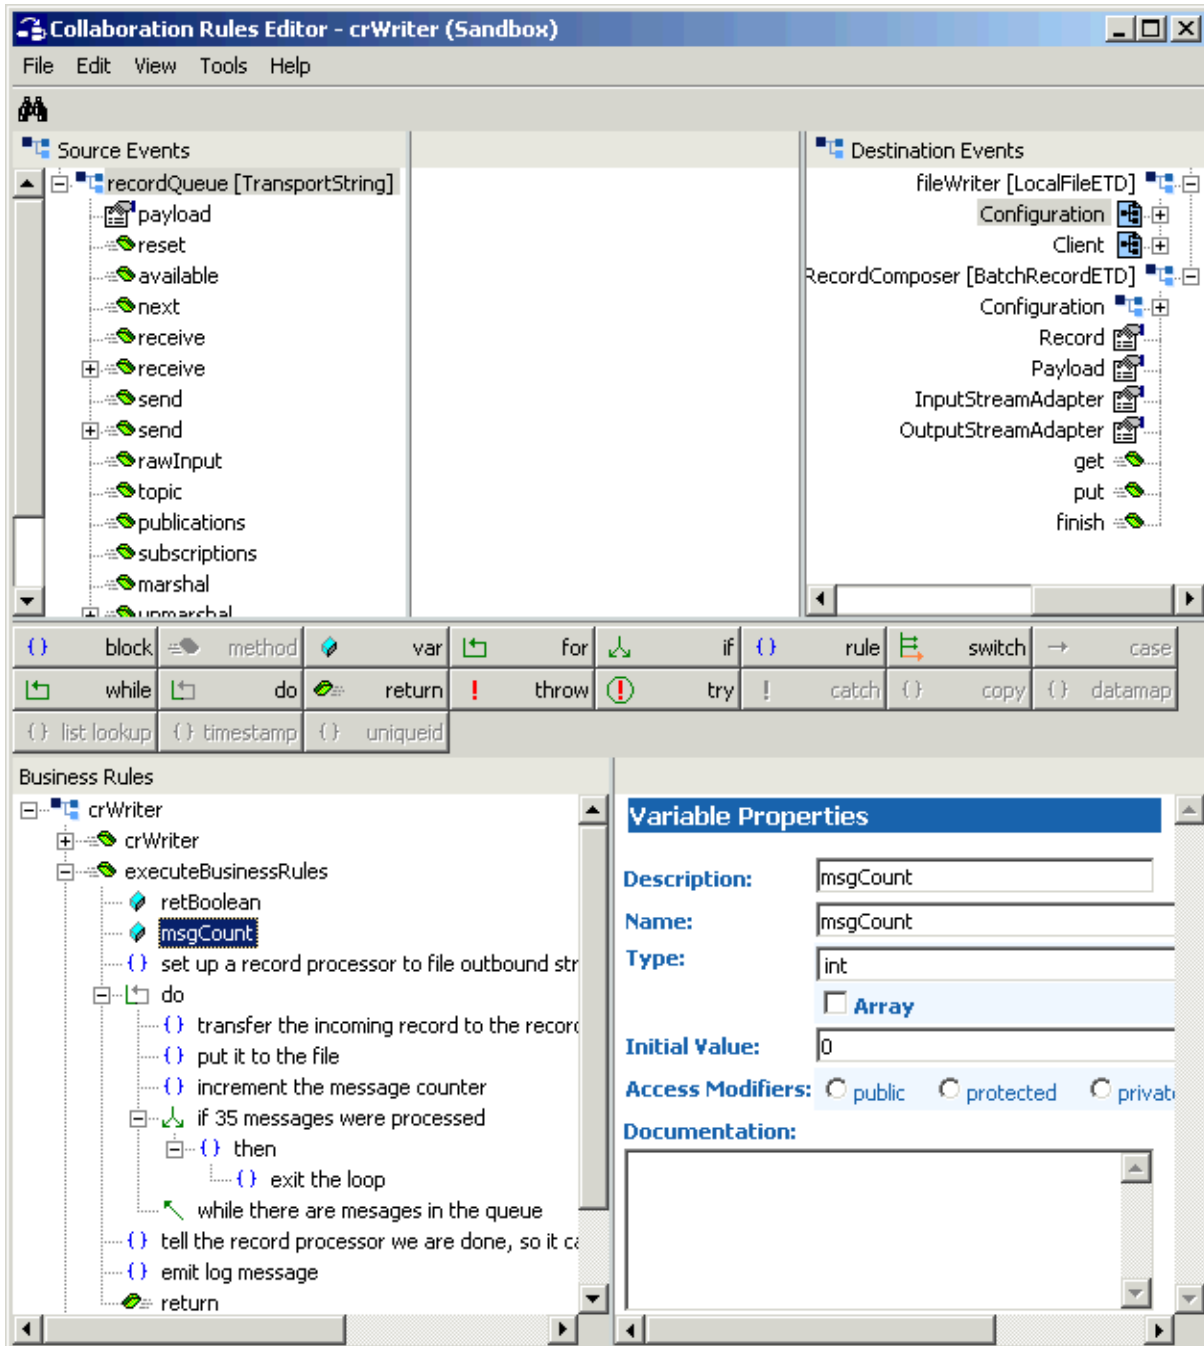 Collaboration Rules Editor - crWriter (Sandbox)
File Edit View Tools Help
Source Events
recordQueue [TransportString]
payload
reset
available
next
receive
receive
send
send
rawInput
topic
publications
subscriptions
marshal
unmarshal
Destination Events
fileWriter [LocalFileETD]
Configuration
Client
RecordComposer [BatchRecordETD]
Configuration
Record
Payload
InputStreamAdapter
OutputStreamAdapter
get
put
finish
block method var for if rule switch case
while do return throw try catch copy datamap
list lookup timestamp uniqueid
Business Rules
crWriter
crWriter
executeBusinessRules
retBoolean
msgCount
set up a record processor to file outbound str
do
transfer the incoming record to the record
put it to the file
increment the message counter
if 35 messages were processed
then
exit the loop
while there are mesages in the queue
tell the record processor we are done, so it ca
emit log message
return
Variable Properties
Description: msgCount
Name: msgCount
Type: int
Array
Initial Value: 0
Access Modifiers: public protected private
Documentation: